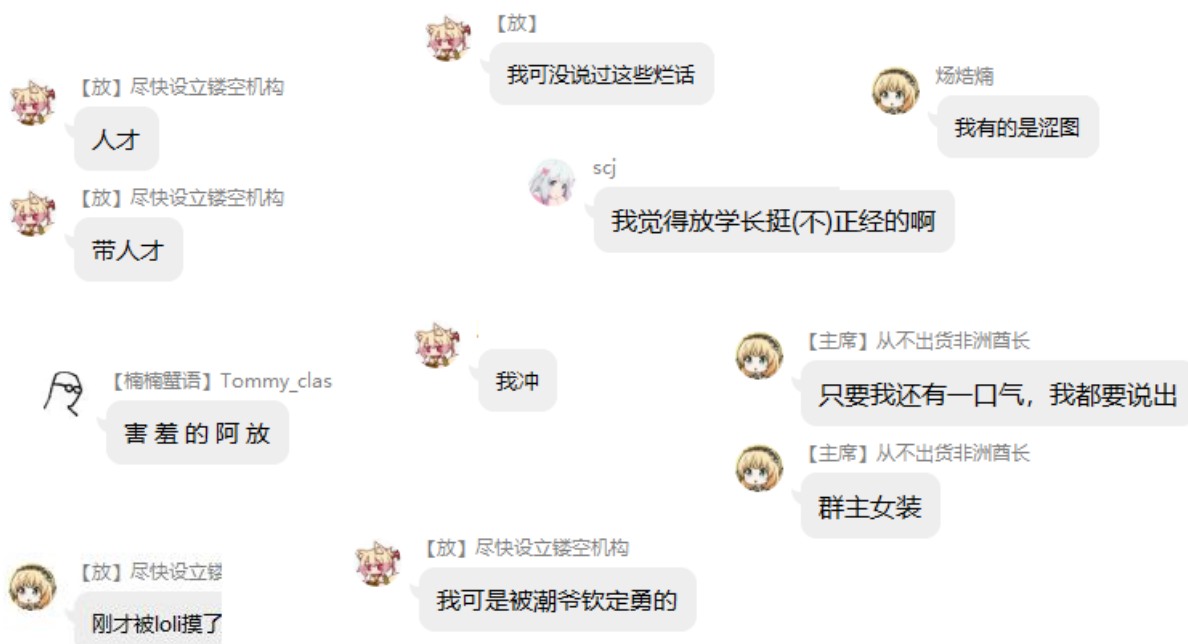 【放】
我可没说过这些烂话
【放】尽快设立镂空机构
人才
炀焅煵
我有的是涩图
scj
我觉得放学长挺(不)正经的啊
【放】尽快设立镂空机构
带人才
【楠楠蟹语】Tommy_clas
害 羞 的 阿 放
我冲
【主席】从不出货非洲酋长
只要我还有一口气，我都要说出
【主席】从不出货非洲酋长
群主女装
【放】尽快设立镂
刚才被loli摸了
【放】尽快设立镂空机构
我可是被潮爷钦定勇的